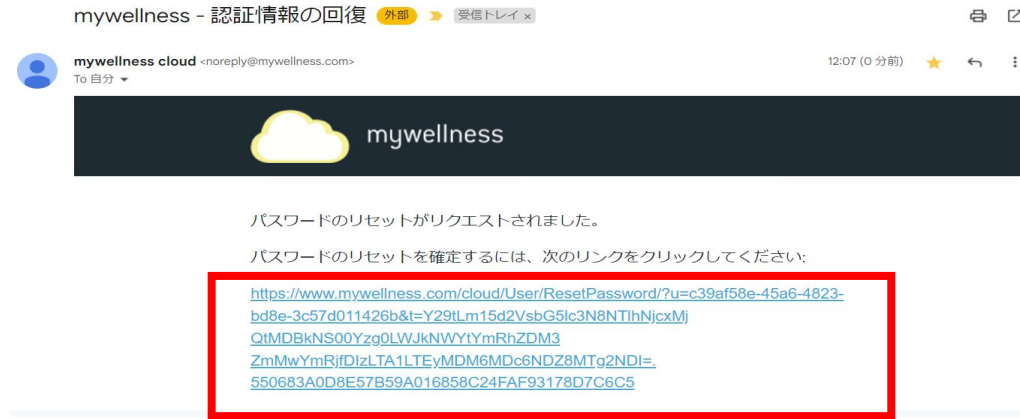 mywellness - 認証情報の回復 外部 受信トレイ ×
mywellness cloud <noreply@mywellness.com> 12:07 (0 分前)
To 自分
mywellness
パスワードのリセットがリクエストされました。
パスワードのリセットを確定するには、次のリンクをクリックしてください:
https://www.mywellness.com/cloud/User/ResetPassword/?u=c39af58e-45a6-4823-
bd8e-3c57d011426b&t=Y29tLm15d2VsbG5lc3N8NTlhNjcxMj
QtMDBkNS00Yzg0LWJkNWYtYmRhZDM3
ZmMwYmRjfDIzLTA1LTEyMDM6MDc6NDZ8MTg2NDI=.
550683A0D8E57B59A016858C24FAF93178D7C6C5